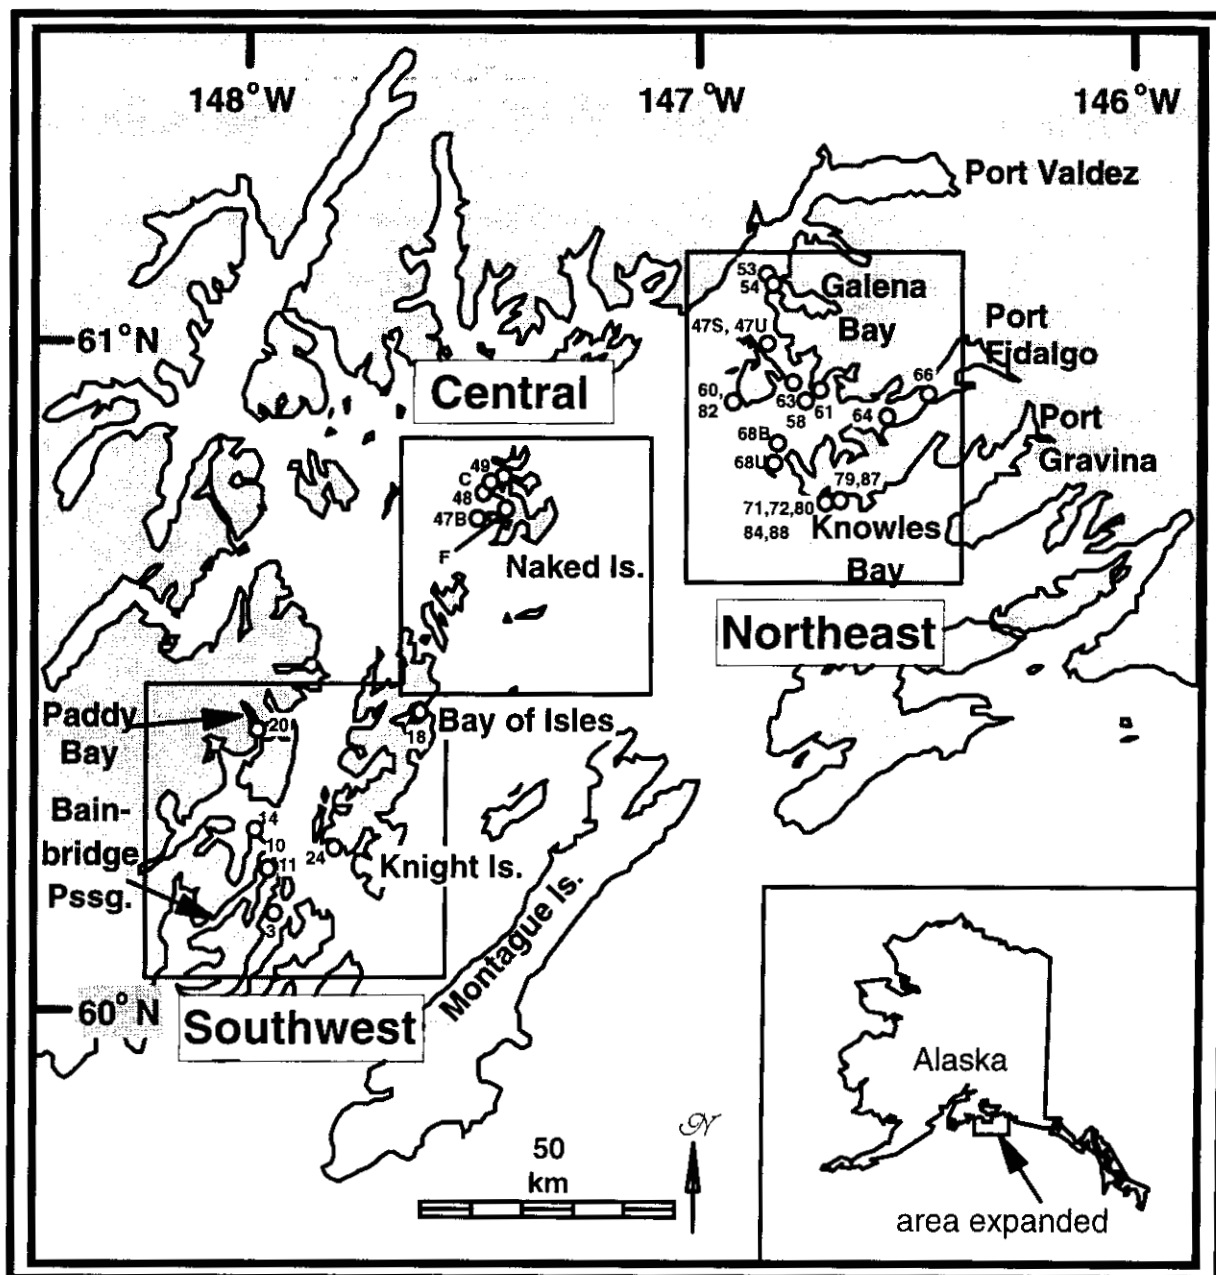 148°W
147°W
146°W
Port Valdez
53
54
Galena
Bay
47S, 47U
Port
Fidalgo
61°N
Central
60,
82
63
58
61
64
66
Port
Gravina
68B
68U
49
C
48
47B
F
79,87
71,72,80
84,88
Knowles
Bay
Naked Is.
Northeast
Paddy
Bay
20
18
Bay of Isles
Bain-
bridge
Pssg.
14
10
11
24
3
Knight Is.
Montague Is.
60°N
Southwest
Alaska
area expanded
50
km
N